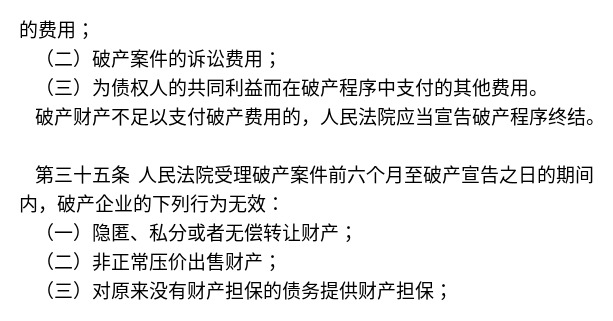 的费用；
（二）破产案件的诉讼费用；
（三）为债权人的共同利益而在破产程序中支付的其他费用。
破产财产不足以支付破产费用的，人民法院应当宣告破产程序终结。
第三十五条 人民法院受理破产案件前六个月至破产宣告之日的期间
内，破产企业的下列行为无效：
（一）隐匿、私分或者无偿转让财产；
（二）非正常压价出售财产；
（三）对原来没有财产担保的债务提供财产担保；